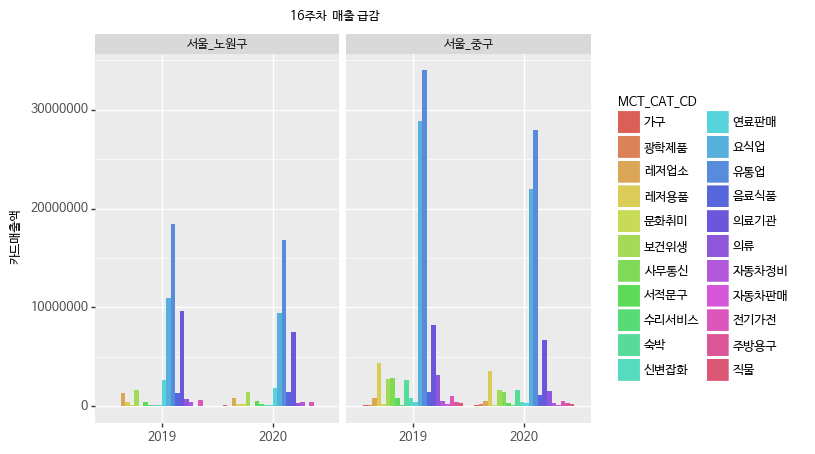 16주차 매출 급감
서울_노원구
서울_중구
30000000
20000000
10000000
0
카드매출액
2019
2020
2019
2020
MCT_CAT_CD
가구
광학제품
레저업소
레저용품
문화취미
보건위생
사무통신
서적문구
수리서비스
숙박
신변잡화
연료판매
요식업
유통업
음료식품
의료기관
의류
자동차정비
자동차판매
전기가전
주방용구
직물